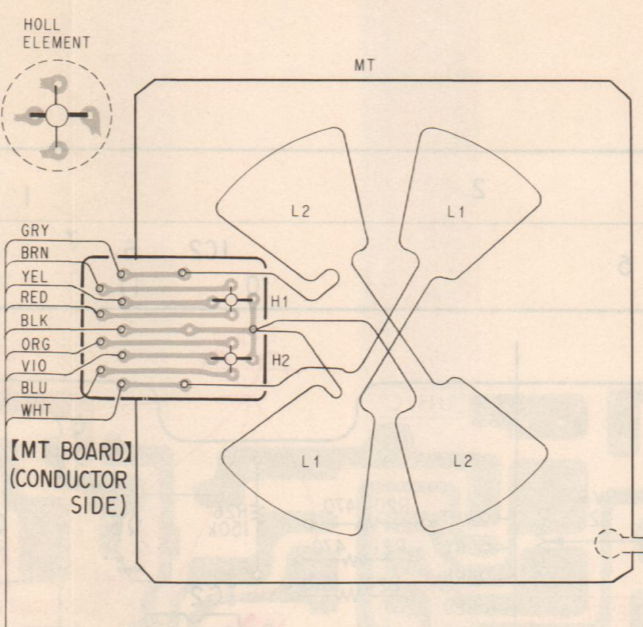 HOLL
ELEMENT
MT
L2
L1
GRY
BRN
YEL
RED
BLK
ORG
VIO
BLU
WHT
H1
H2
L1
L2
【MT BOARD】
(CONDUCTOR
SIDE)